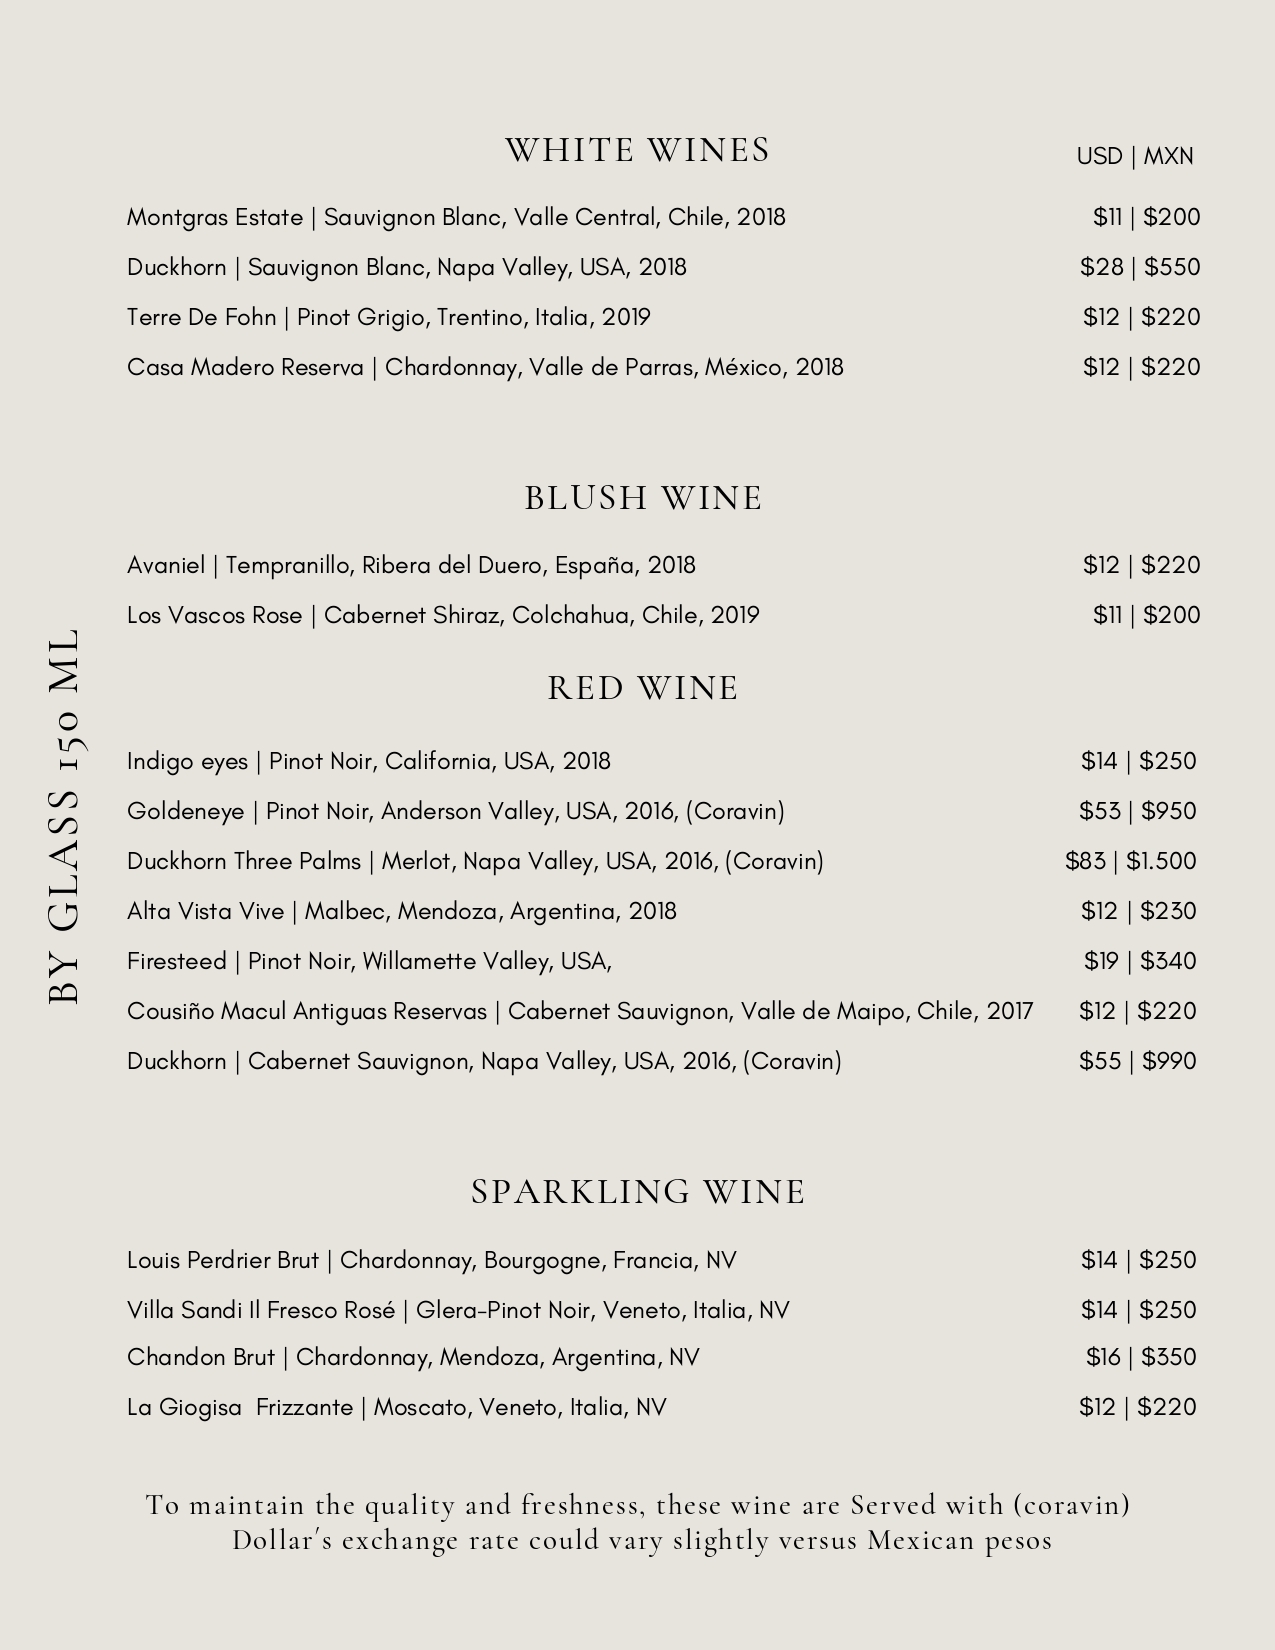 WHITE WINES
USD | MXN
Montgras Estate | Sauvignon Blanc, Valle Central, Chile, 2018 $11 | $200
Duckhorn | Sauvignon Blanc, Napa Valley, USA, 2018 $28 | $550
Terre De Fohn | Pinot Grigio, Trentino, Italia, 2019 $12 | $220
Casa Madero Reserva | Chardonnay, Valle de Parras, México, 2018 $12 | $220
BLUSH WINE
Avaniel | Tempranillo, Ribera del Duero, España, 2018 $12 | $220
Los Vascos Rose | Cabernet Shiraz, Colchahua, Chile, 2019 $11 | $200
BY GLASS 150 ML
RED WINE
Indigo eyes | Pinot Noir, California, USA, 2018 $14 | $250
Goldeneye | Pinot Noir, Anderson Valley, USA, 2016, (Coravin) $53 | $950
Duckhorn Three Palms | Merlot, Napa Valley, USA, 2016, (Coravin) $83 | $1.500
Alta Vista Vive | Malbec, Mendoza, Argentina, 2018 $12 | $230
Firesteed | Pinot Noir, Willamette Valley, USA, $19 | $340
Cousiño Macul Antiguas Reservas | Cabernet Sauvignon, Valle de Maipo, Chile, 2017 $12 | $220
Duckhorn | Cabernet Sauvignon, Napa Valley, USA, 2016, (Coravin) $55 | $990
SPARKLING WINE
Louis Perdrier Brut | Chardonnay, Bourgogne, Francia, NV $14 | $250
Villa Sandi Il Fresco Rosé | Glera-Pinot Noir, Veneto, Italia, NV $14 | $250
Chandon Brut | Chardonnay, Mendoza, Argentina, NV $16 | $350
La Giogisa Frizzante | Moscato, Veneto, Italia, NV $12 | $220
To maintain the quality and freshness, these wine are Served with (coravin)
Dollar´s exchange rate could vary slightly versus Mexican pesos